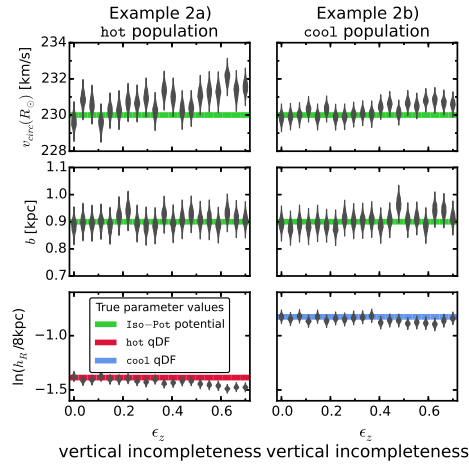 Example 2a)
hot population
Example 2b)
cool population
v_circ(R_⊙) [km/s]
234
232
230
228
b [kpc]
1.1
1.0
0.9
0.8
0.7
ln(h_R/8kpc)
−1.0
−1.5
True parameter values
Iso−Pot potential
hot qDF
cool qDF
0.0 0.2 0.4 0.6
0.0 0.2 0.4 0.6
ϵ_z
ϵ_z
vertical incompleteness
vertical incompleteness